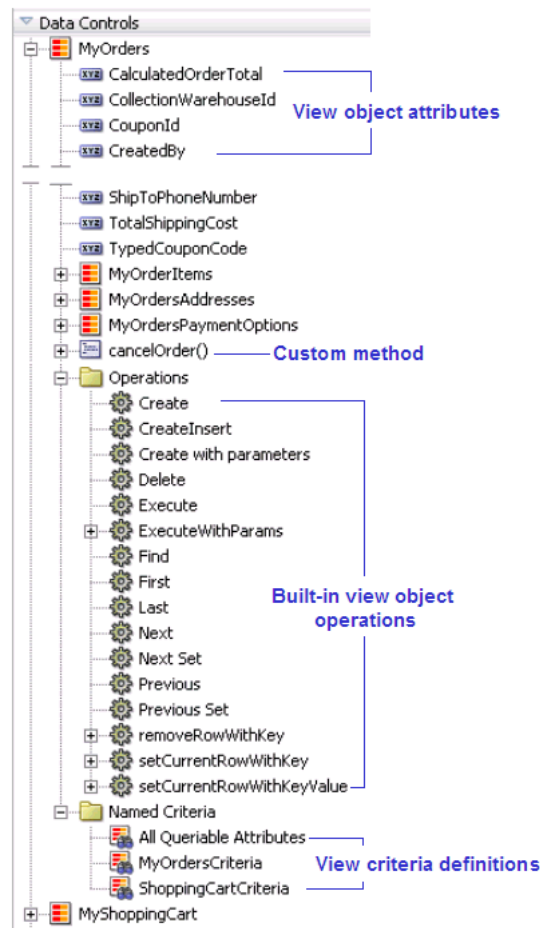 Data Controls
MyOrders
CalculatedOrderTotal
CollectionWarehouseId
View object attributes
CouponId
CreatedBy
ShipToPhoneNumber
TotalShippingCost
TypedCouponCode
MyOrderItems
MyOrdersAddresses
MyOrdersPaymentOptions
cancelOrder()
Custom method
Operations
Create
CreateInsert
Create with parameters
Delete
Execute
ExecuteWithParams
Find
First
Last
Built-in view object
operations
Next
Next Set
Previous
Previous Set
removeRowWithKey
setCurrentRowWithKey
setCurrentRowWithKeyValue
Named Criteria
All Queriable Attributes
MyOrdersCriteria
View criteria definitions
ShoppingCartCriteria
MyShoppingCart